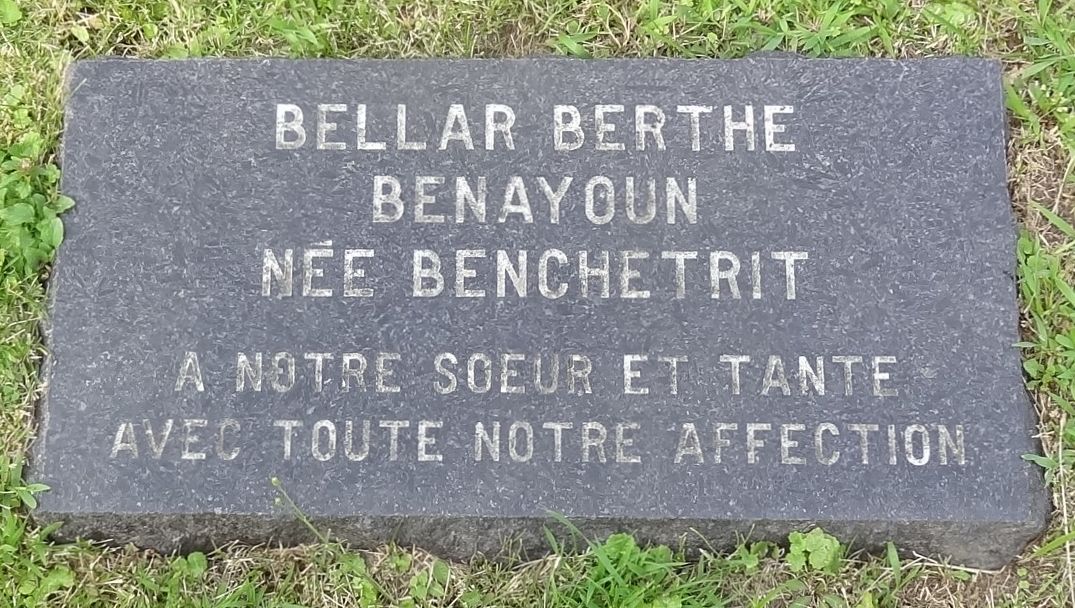 BELLAR BERTHE
BENAYOUN
NÉE BENCHETRIT
A NOTRE SOEUR ET TANTE
AVEC TOUTE NOTRE AFFECTION